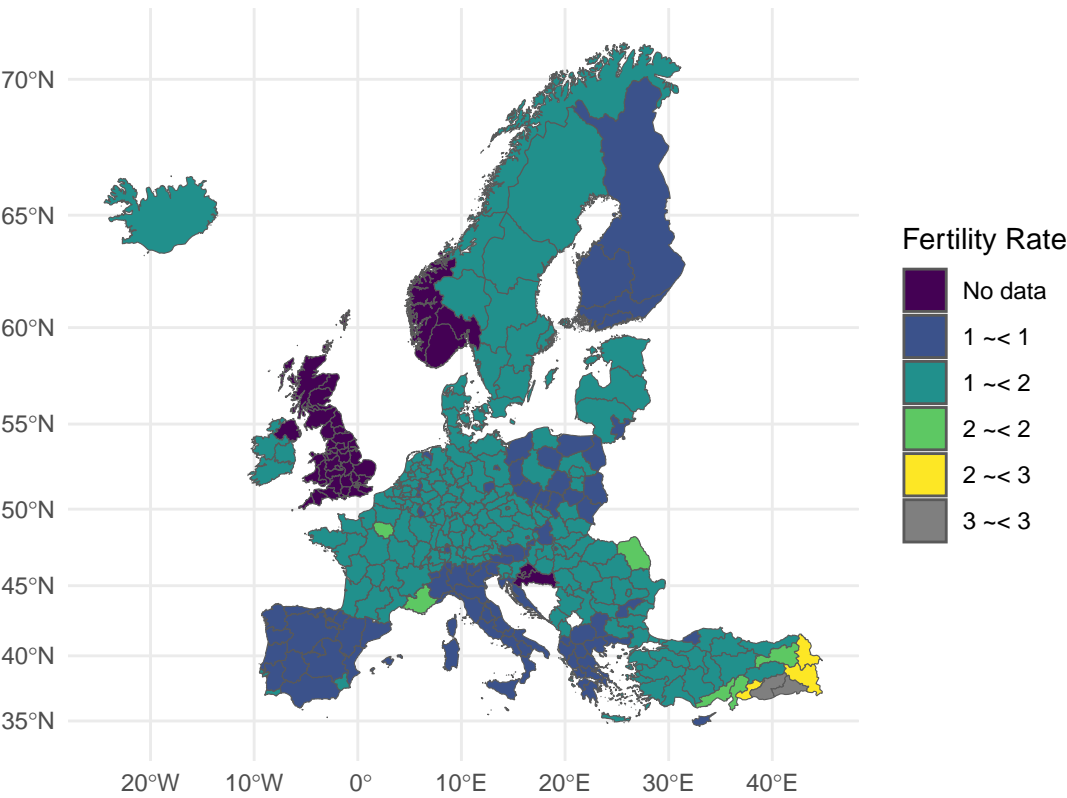 70°N
65°N
60°N
55°N
50°N
45°N
40°N
35°N
20°W 10°W 0° 10°E 20°E 30°E 40°E
Fertility Rate
No data
1 ~< 1
1 ~< 2
2 ~< 2
2 ~< 3
3 ~< 3